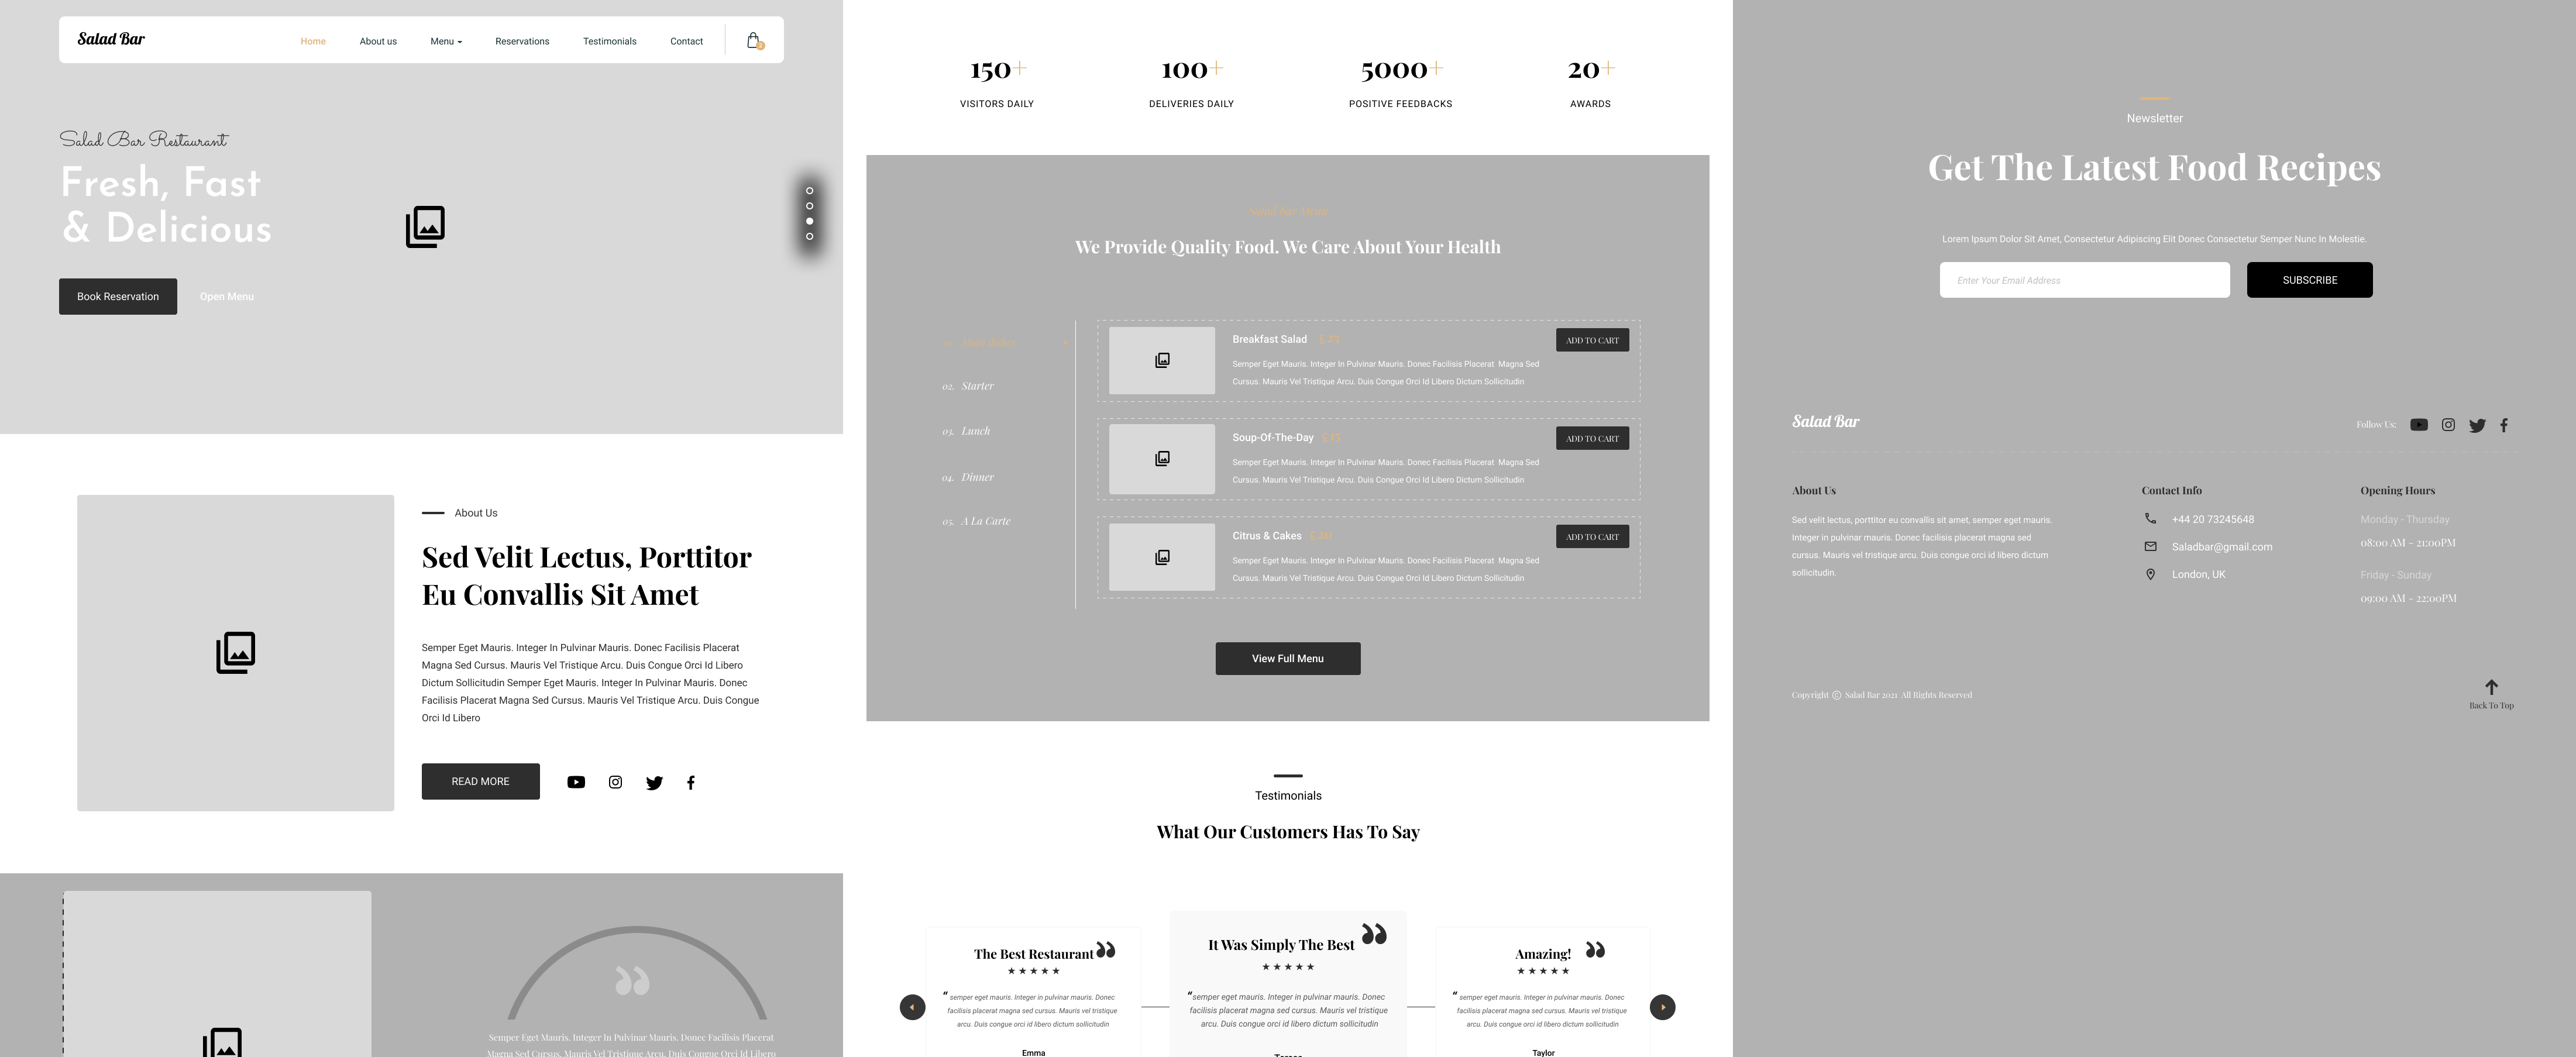 Salad Bar
Home
About us
Menu
Reservations
Testimonials
Contact
Salad Bar Restaurant
Fresh, Fast
& Delicious
Book Reservation
Open Menu
About Us
Sed Velit Lectus, Porttitor
Eu Convallis Sit Amet
Semper Eget Mauris. Integer In Pulvinar Mauris. Donec Facilisis Placerat
Magna Sed Cursus. Mauris Vel Tristique Arcu. Duis Congue Orci Id Libero
Dictum Sollicitudin Semper Eget Mauris. Integer In Pulvinar Mauris. Donec
Facilisis Placerat Magna Sed Cursus. Mauris Vel Tristique Arcu. Duis Congue
Orci Id Libero
READ MORE
Semper Eget Mauris. Integer In Pulvinar Mauris. Donec Facilisis Placerat
Magna Sed Cursus. Mauris Vel Tristique Arcu. Duis Congue Orci Id Libero
150+
VISITORS DAILY
100+
DELIVERIES DAILY
5000+
POSITIVE FEEDBACKS
20+
AWARDS
Salad Bar Menu
We Provide Quality Food. We Care About Your Health
02. Starter
03. Lunch
04. Dinner
05. A La Carte
Breakfast Salad
ADD TO CART
Semper Eget Mauris. Integer In Pulvinar Mauris. Donec Facilisis Placerat Magna Sed
Cursus. Mauris Vel Tristique Arcu. Duis Congue Orci Id Libero Dictum Sollicitudin
Soup-Of-The-Day £ 15
ADD TO CART
Semper Eget Mauris. Integer In Pulvinar Mauris. Donec Facilisis Placerat Magna Sed
Cursus. Mauris Vel Tristique Arcu. Duis Congue Orci Id Libero Dictum Sollicitudin
Citrus & Cakes £ 20
ADD TO CART
Semper Eget Mauris. Integer In Pulvinar Mauris. Donec Facilisis Placerat Magna Sed
Cursus. Mauris Vel Tristique Arcu. Duis Congue Orci Id Libero Dictum Sollicitudin
View Full Menu
Testimonials
What Our Customers Has To Say
The Best Restaurant
“ semper eget mauris. Integer in pulvinar mauris. Donec
facilisis placerat magna sed cursus. Mauris vel tristique
arcu. Duis congue orci id libero dictum sollicitudin
Emma
It Was Simply The Best
“semper eget mauris. Integer in pulvinar mauris. Donec
facilisis placerat magna sed cursus. Mauris vel tristique
arcu. Duis congue orci id libero dictum sollicitudin
Amazing!
“ semper eget mauris. Integer in pulvinar mauris. Donec
facilisis placerat magna sed cursus. Mauris vel tristique
arcu. Duis congue orci id libero dictum sollicitudin
Taylor
Newsletter
Get The Latest Food Recipes
Lorem Ipsum Dolor Sit Amet, Consectetur Adipiscing Elit Donec Consectetur Semper Nunc In Molestie.
Enter Your Email Address
SUBSCRIBE
Salad Bar
Follow Us:
About Us
Sed velit lectus, porttitor eu convallis sit amet, semper eget mauris.
Integer in pulvinar mauris. Donec facilisis placerat magna sed
cursus. Mauris vel tristique arcu. Duis congue orci id libero dictum
sollicitudin.
Contact Info
+44 20 73245648
Saladbar@gmail.com
London, UK
Opening Hours
Monday - Thursday
08:00 AM - 21:00PM
Friday - Sunday
09:00 AM - 22:00PM
Copyright © Salad Bar 2021 All Rights Reserved
Back To Top